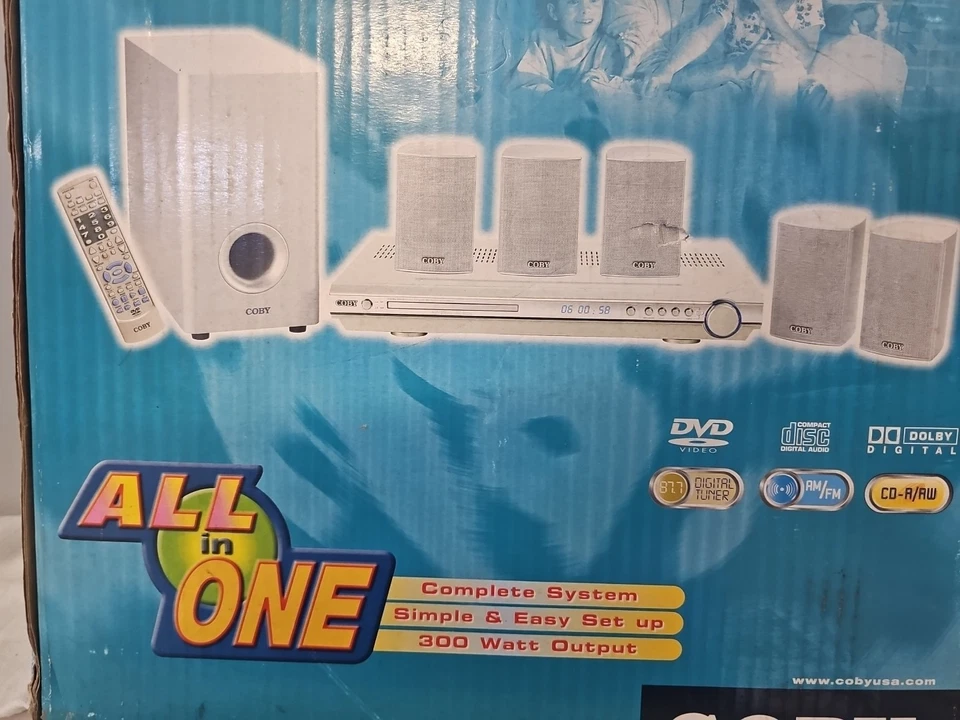 COBY
COBY
COBY
COBY
COBY
COBY
06 00 58
COBY
COBY
COBY
DVD
VIDEO
COMPACT
disc
DIGITAL AUDIO
DOLBY
DIGITAL
87.7
DIGITAL
TUNER
AM/FM
CD-R/RW
ALL
in
ONE
Complete System
Simple & Easy Set up
300 Watt Output
www.cobyusa.com